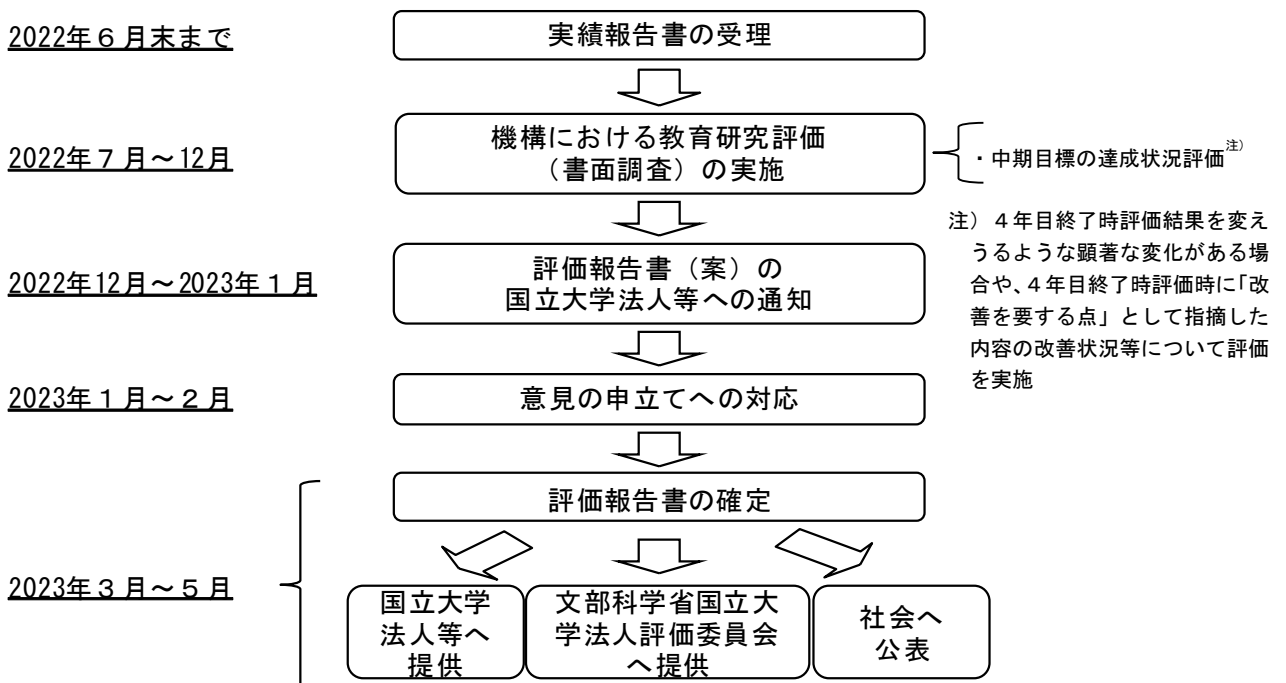 2022年６月末まで
実績報告書の受理
2022年７月～12月
機構における教育研究評価
（書面調査）の実施
・中期目標の達成状況評価注）
注）４年目終了時評価結果を変え
うるような顕著な変化がある場
合や、４年目終了時評価時に「改
善を要する点」として指摘した
内容の改善状況等について評価
を実施
2022年12月～2023年１月
評価報告書（案）の
国立大学法人等への通知
2023年１月～２月
意見の申立てへの対応
評価報告書の確定
2023年３月～５月
国立大学
法人等へ
提供
文部科学省国立大
学法人評価委員会
へ提供
社会へ
公表